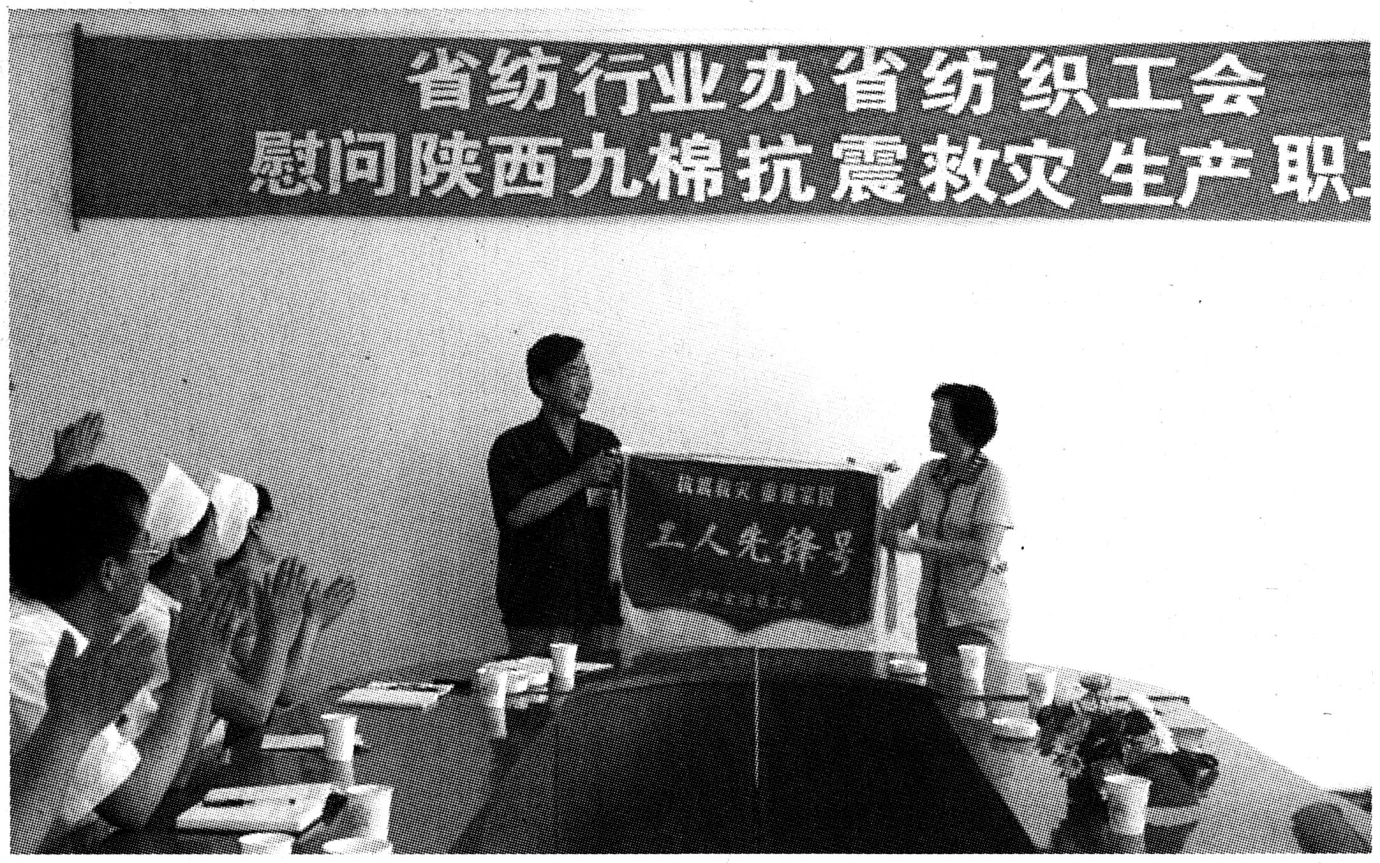 省纺行业办省纺织工会
慰问陕西九棉抗震救灾生产职工
抗震救灾 重建家园
工人先锋号